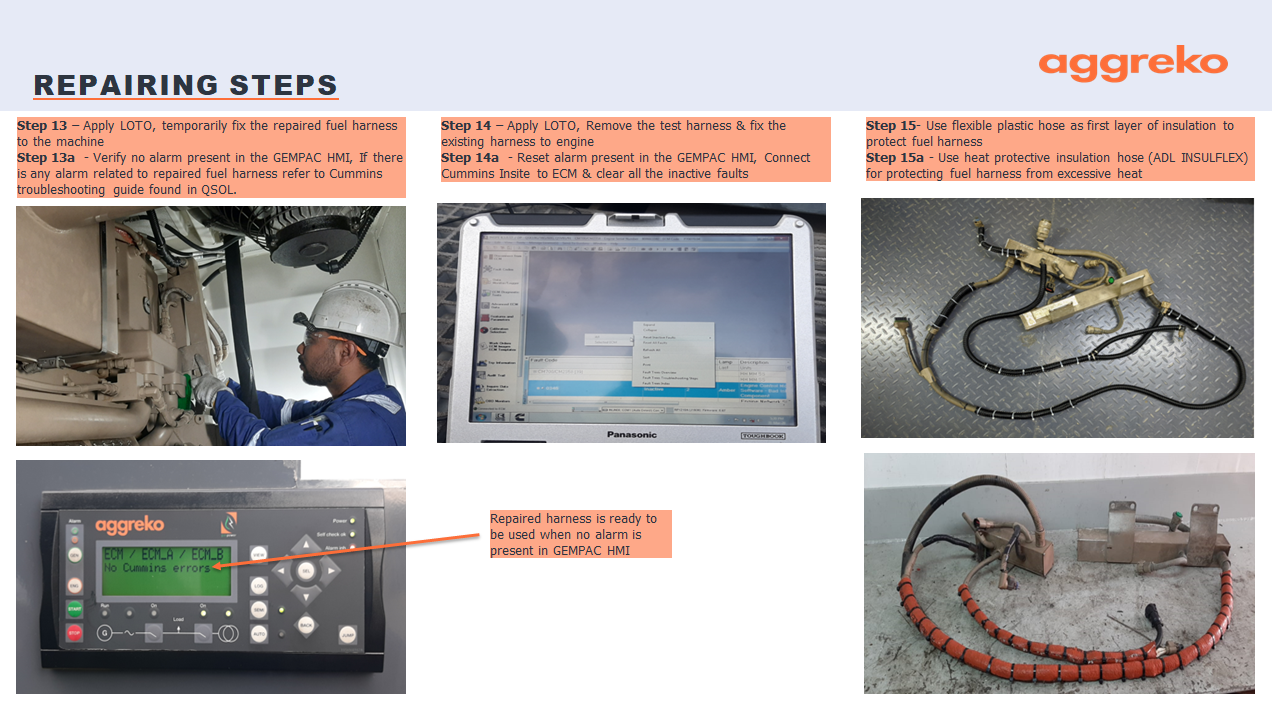 REPAIRING STEPS
aggreko
Step 13 – Apply LOTO, temporarily fix the repaired fuel harness
to the machine
Step 13a - Verify no alarm present in the GEMPAC HMI, If there
is any alarm related to repaired fuel harness refer to Cummins
troubleshooting guide found in QSOL.
Step 14 – Apply LOTO, Remove the test harness & fix the
existing harness to engine
Step 14a - Reset alarm present in the GEMPAC HMI, Connect
Cummins Insite to ECM & clear all the inactive faults
Step 15- Use flexible plastic hose as first layer of insulation to
protect fuel harness
Step 15a - Use heat protective insulation hose (ADL INSULFLEX)
for protecting fuel harness from excessive heat
Fault Code
Lamp
Description
Amber
Panasonic
TOUGHBOOK
Repaired harness is ready to
be used when no alarm is
present in GEMPAC HMI
aggreko
Alarm
Power
Self check ok
Alarm inh
ECM / ECM_A / ECM_B
No Cummins errors
VIEW
SEL
LOG
START
Run
On
On
SEMI
BACK
Load
STOP
G
AUTO
JUMP